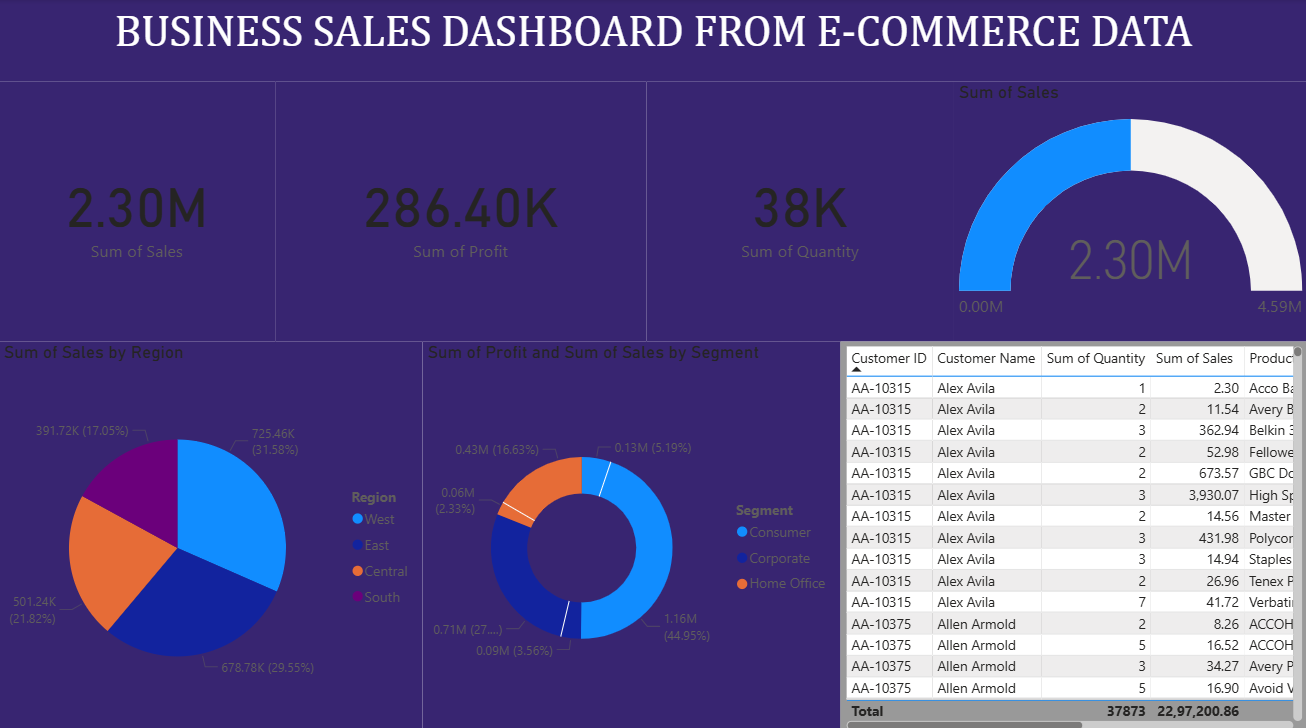 BUSINESS SALES DASHBOARD FROM E-COMMERCE DATA
2.30M
Sum of Sales
286.40K
Sum of Profit
38K
Sum of Quantity
Sum of Sales
2.30M
0.00M
4.59M
Sum of Sales by Region
391.72K (17.05%)
725.46K
(31.58%)
501.24K
(21.82%)
678.78K (29.55%)
Region
West
East
Central
South
Sum of Profit and Sum of Sales by Segment
0.43M (16.63%)
0.13M (5.19%)
0.06M
(2.33%)
0.71M (27....)
0.09M (3.56%)
1.16M
(44.95%)
Segment
Consumer
Corporate
Home Office
Customer ID Customer Name Sum of Quantity Sum of Sales Produc
AA-10315 Alex Avila 1 2.30 Acco Ba
AA-10315 Alex Avila 2 11.54 Avery B
AA-10315 Alex Avila 3 362.94 Belkin 3
AA-10315 Alex Avila 2 52.98 Fellowe
AA-10315 Alex Avila 2 673.57 GBC Do
AA-10315 Alex Avila 3 3,930.07 High Sp
AA-10315 Alex Avila 2 14.56 Master
AA-10315 Alex Avila 3 431.98 Polycor
AA-10315 Alex Avila 3 14.94 Staples
AA-10315 Alex Avila 2 26.96 Tenex P
AA-10315 Alex Avila 7 41.72 Verbati
AA-10375 Allen Armold 2 8.26 ACCOH
AA-10375 Allen Armold 5 16.52 ACCOH
AA-10375 Allen Armold 3 34.27 Avery P
AA-10375 Allen Armold 5 16.90 Avoid V
Total 37873 22,97,200.86